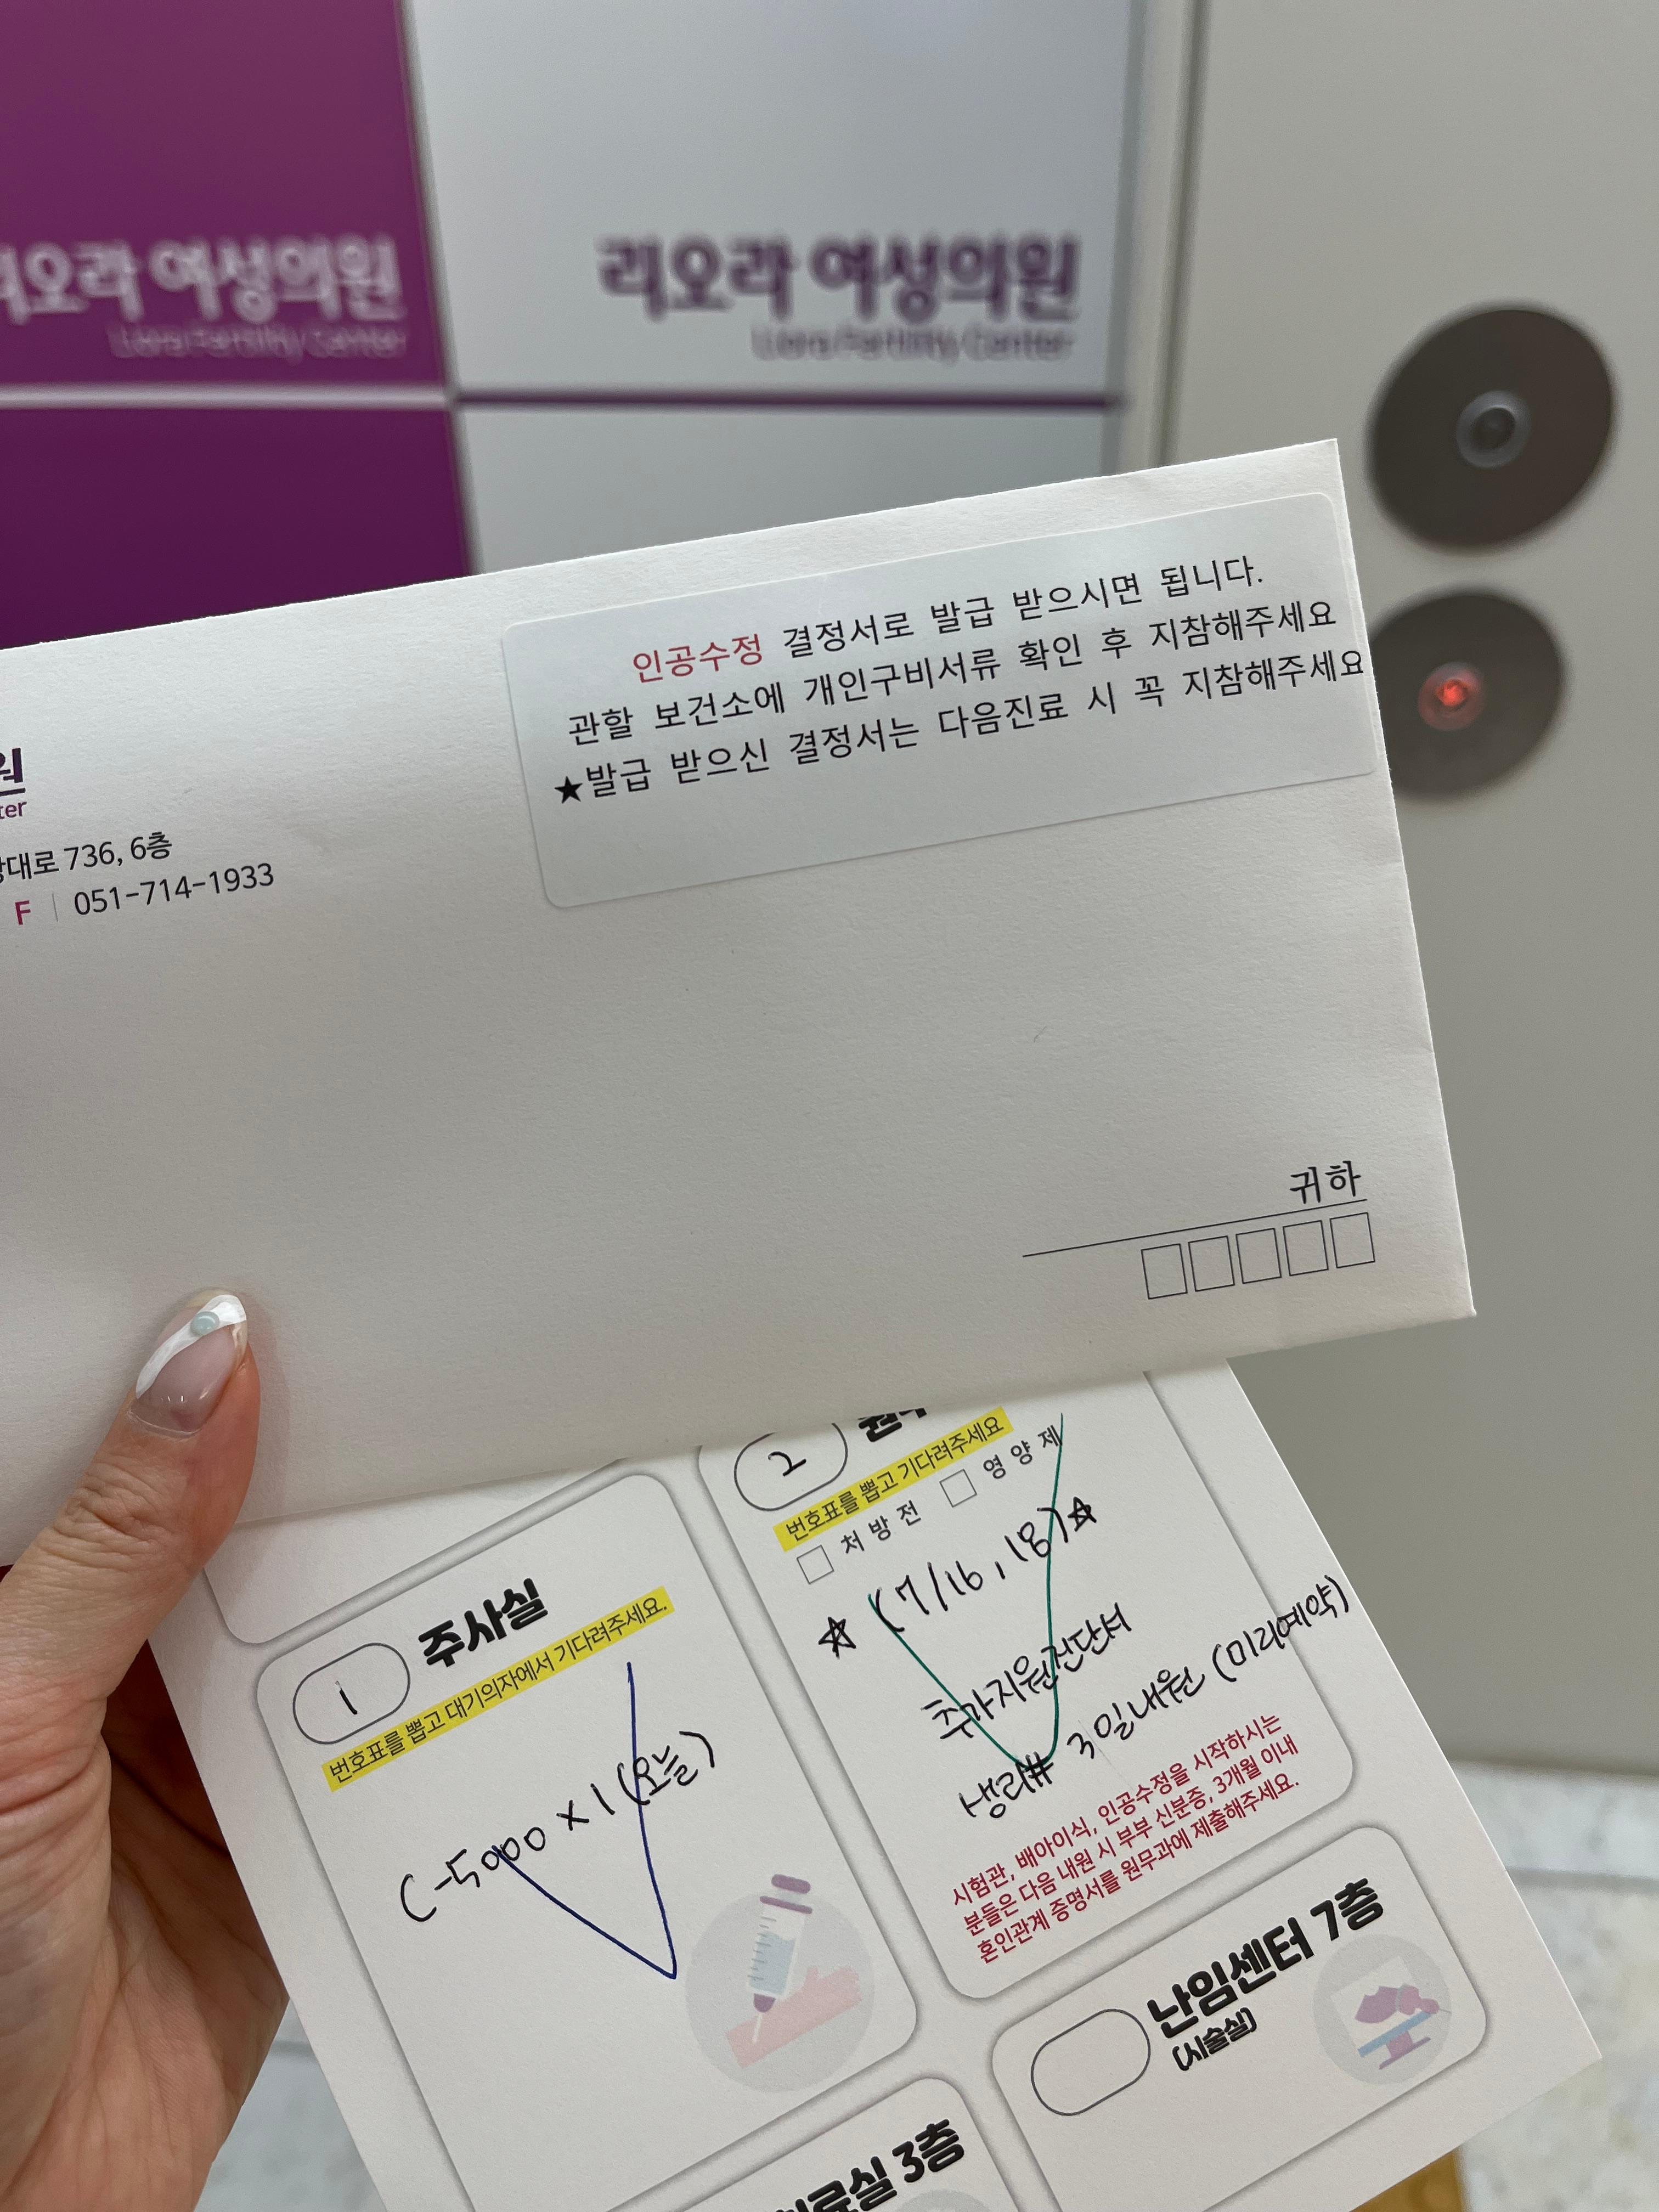 리오라 여성의원
Liora Fertility Center
리오라 여성의원
Liora Fertility Center
인공수정 결정서로 발급 받으시면 됩니다.
관할 보건소에 개인구비서류 확인 후 지참해주세요
★발급 받으신 결정서는 다음진료 시 꼭 지참해주세요
원
ter
대로 736, 6층
F | 051-714-1933
귀하
2
번호표를 뽑고 기다려주세요
처방전 영양제
☆ (7/16, 18)☆
추가지원진단서
생리# 3일내원 (미리예약)
시험관, 배아이식, 인공수정을 시작하시는
분들은 다음 내원 시 부부 신분증, 3개월 이내
혼인관계 증명서를 원무과에 제출해주세요.
1 주사실
번호표를 뽑고 대기의자에서 기다려주세요.
C-5000 x 1 (오늘)
난임센터 7층
(시술실)
료실 3층